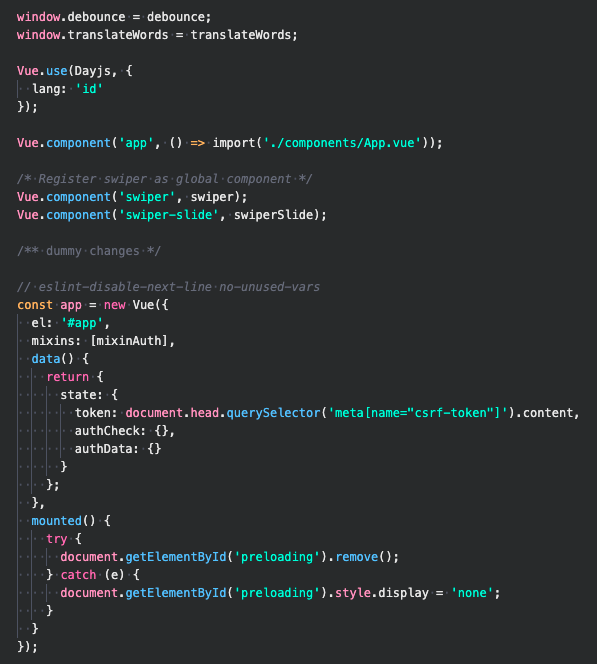 window.debounce = debounce;
window.translateWords = translateWords;

Vue.use(Dayjs, {
  lang: 'id'
});

Vue.component('app', () => import('./components/App.vue'));

/* Register swiper as global component */
Vue.component('swiper', swiper);
Vue.component('swiper-slide', swiperSlide);

/** dummy changes */

// eslint-disable-next-line no-unused-vars
const app = new Vue({
  el: '#app',
  mixins: [mixinAuth],
  data() {
    return {
      state: {
        token: document.head.querySelector('meta[name="csrf-token"]').content,
        authCheck: {},
        authData: {}
      }
    };
  },
  mounted() {
    try {
      document.getElementById('preloading').remove();
    } catch (e) {
      document.getElementById('preloading').style.display = 'none';
    }
  }
});